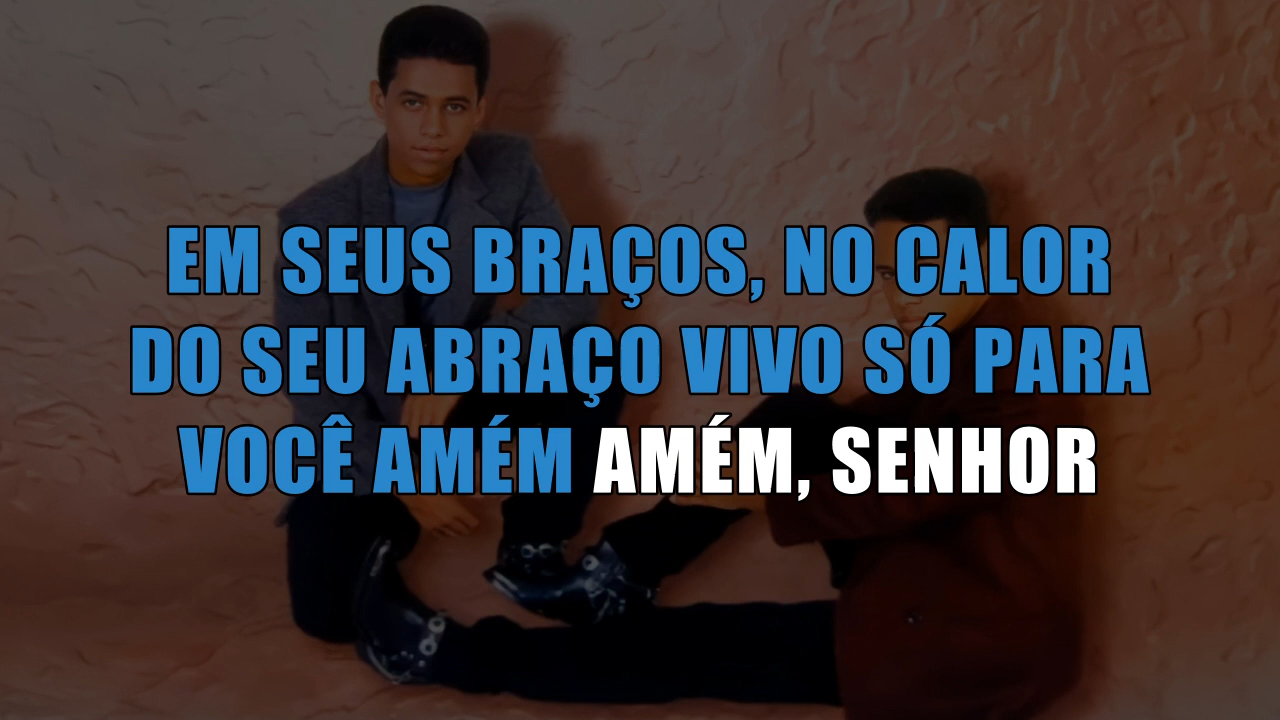 EM SEUS BRAÇOS, NO CALOR
DO SEU ABRAÇO VIVO SÓ PARA
VOCÊ AMÉM AMÉM, SENHOR